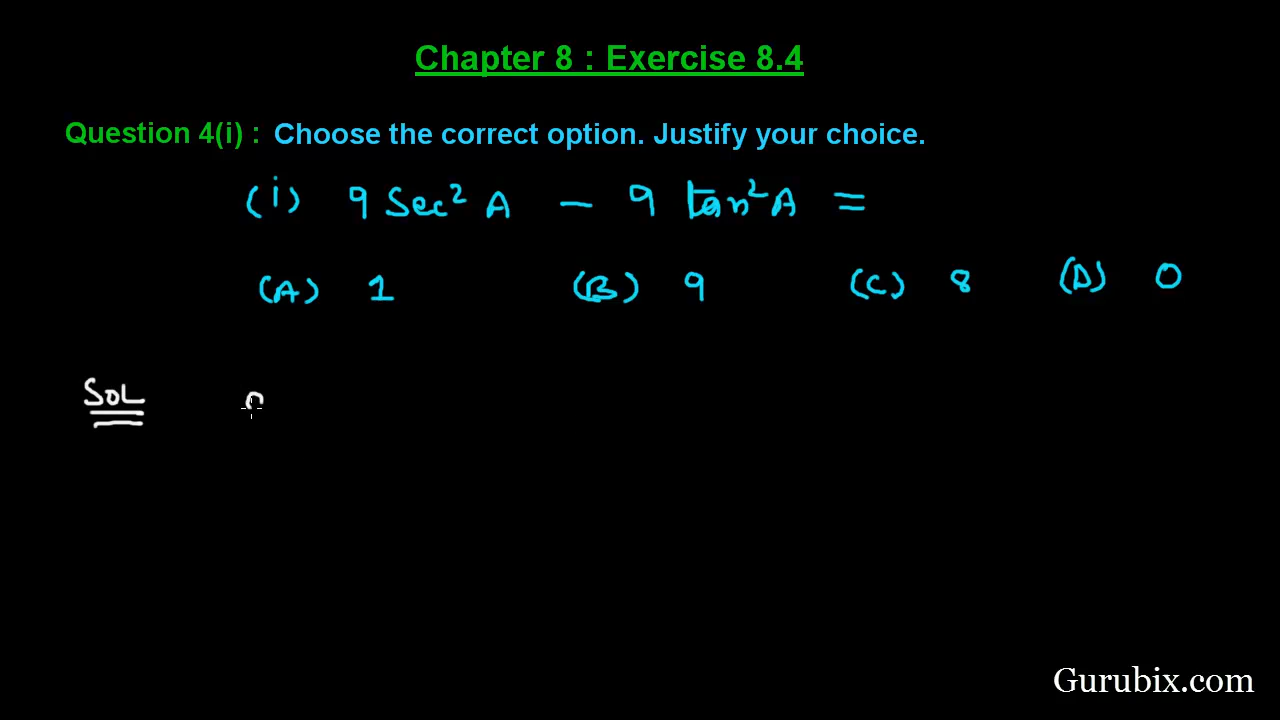 Chapter 8 : Exercise 8.4
Question 4(i) : Choose the correct option. Justify your choice.
(i) 9 Sec² A − 9 tan² A =
(A) 1 (B) 9 (C) 8 (D) 0
SOL
Gurubix.com